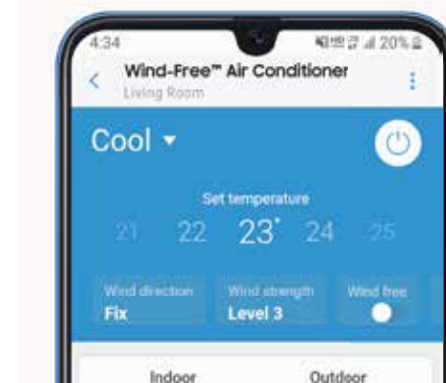 4:34 20%
Wind-Free™ Air Conditioner
Living Room
Cool
Set temperature
21 22 23° 24 25
Wind direction Wind strength Wind free
Fix Level 3
Indoor Outdoor